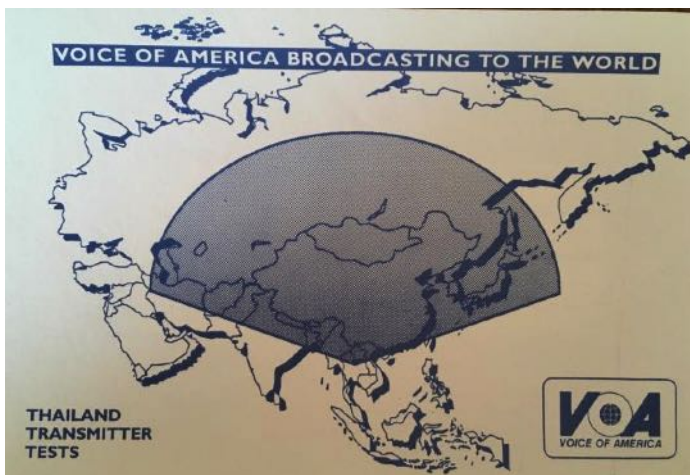 VOICE OF AMERICA BROADCASTING TO THE WORLD
THAILAND
TRANSMITTER
TESTS
VOA
VOICE OF AMERICA